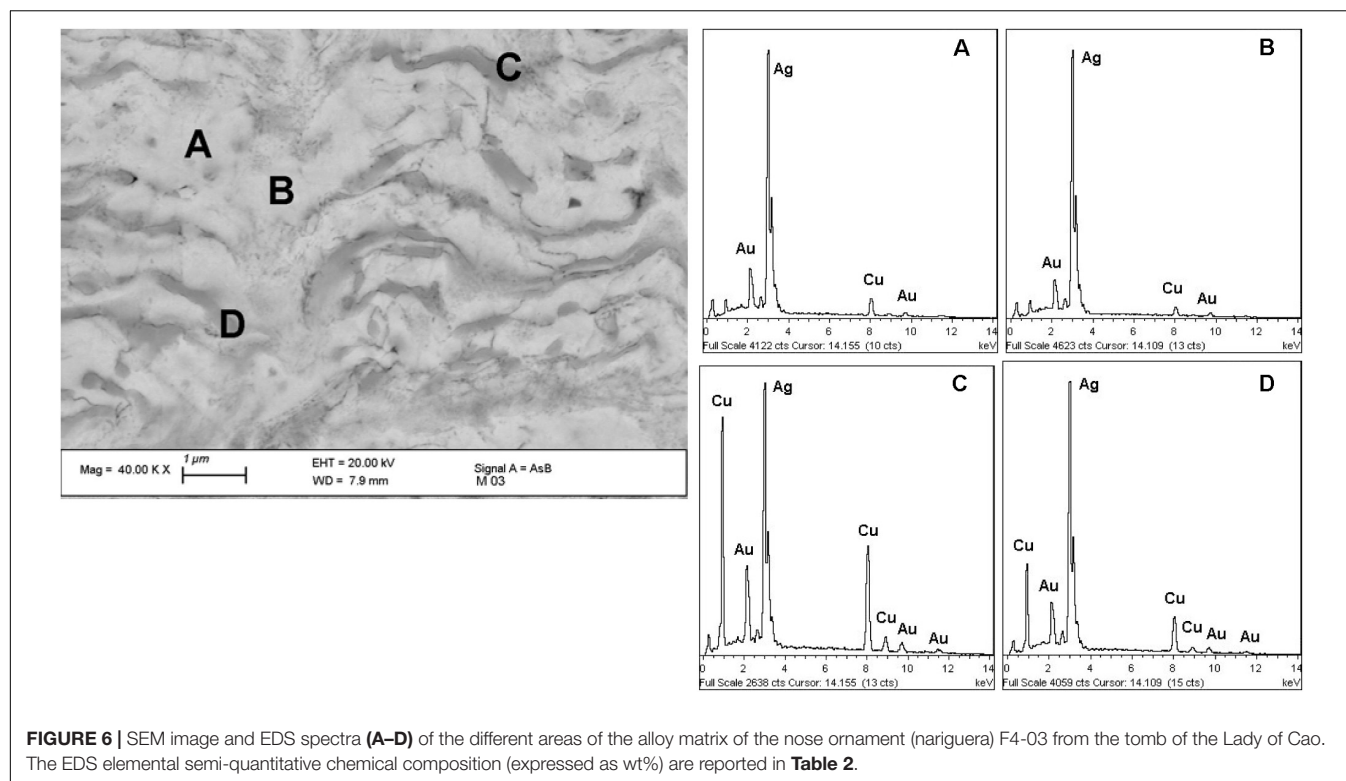 C
A
B
D
Mag = 40.00 K X
1 µm
EHT = 20.00 kV
WD = 7.9 mm
Signal A = AsB
M 03
A
Ag
Au
Cu
Au
0 2 4 6 8 10 12 14
Full Scale 4122 cts Cursor: 14.155 (10 cts) keV
B
Ag
Au
Cu
Au
0 2 4 6 8 10 12 14
Full Scale 4623 cts Cursor: 14.109 (13 cts) keV
C
Ag
Cu
Au
Cu
Cu
Au
Au
0 2 4 6 8 10 12 14
Full Scale 2638 cts Cursor: 14.155 (13 cts) keV
D
Ag
Cu
Au
Cu
Cu
Au
Au
0 2 4 6 8 10 12 14
Full Scale 4059 cts Cursor: 14.109 (15 cts) keV
FIGURE 6 | SEM image and EDS spectra (A–D) of the different areas of the alloy matrix of the nose ornament (nariguera) F4-03 from the tomb of the Lady of Cao.
The EDS elemental semi-quantitative chemical composition (expressed as wt%) are reported in Table 2.